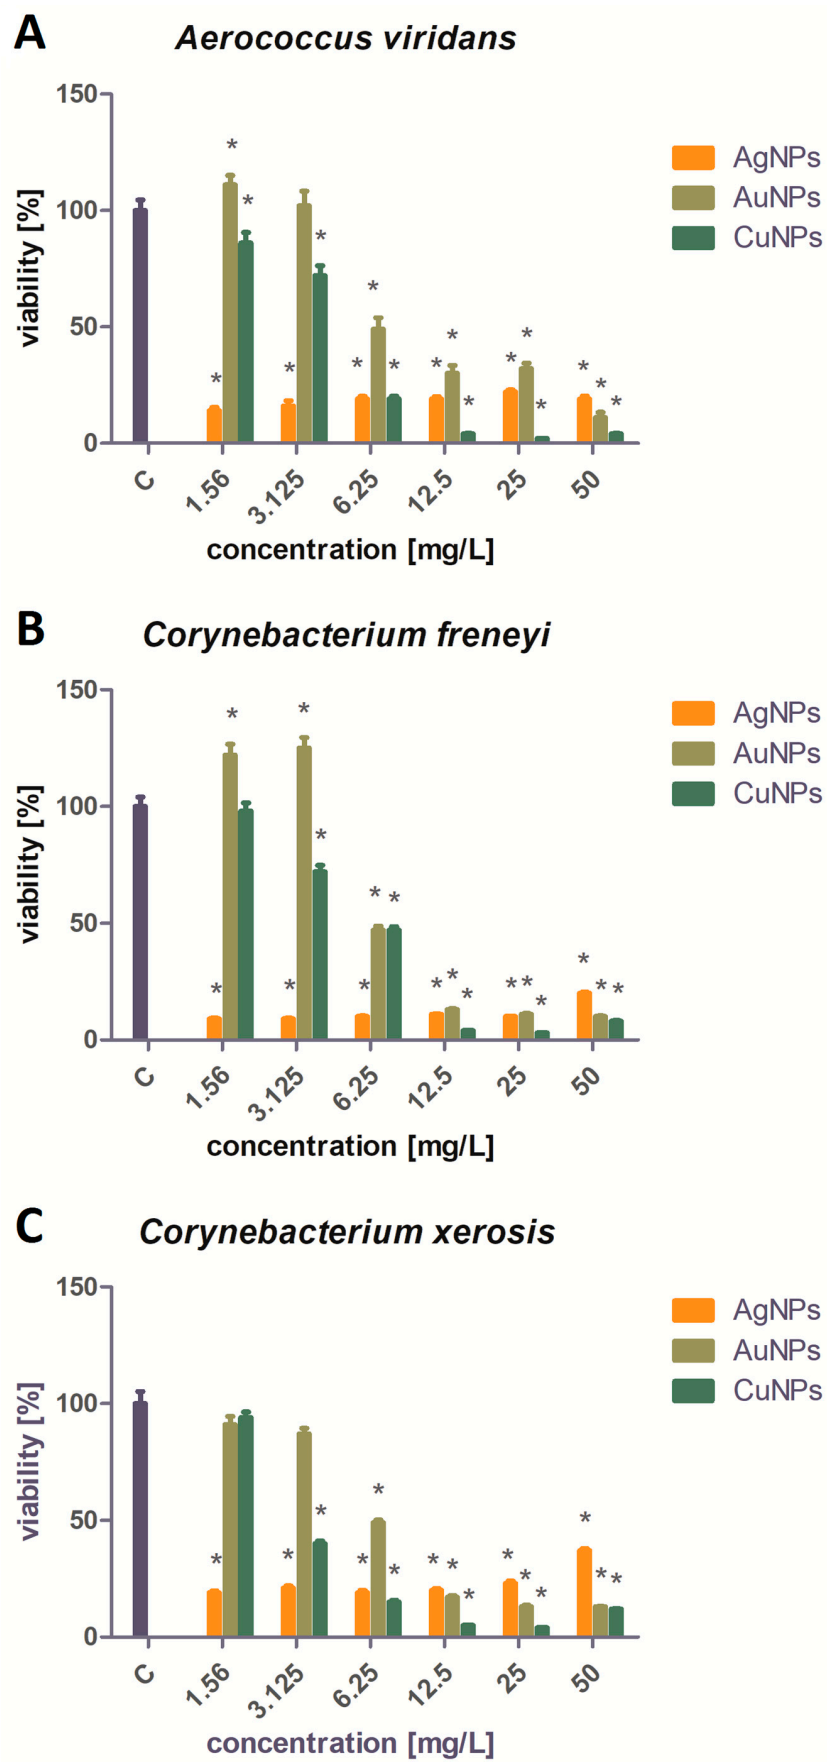 A
Aerococcus viridans
150
100
50
0
viability [%]
* * * * * * * * * * * * * * * * *
AgNPs
AuNPs
CuNPs
C 1.56 3.125 6.25 12.5 25 50
concentration [mg/L]
B
Corynebacterium freneyi
150
100
50
0
viability [%]
* * * * * * * * * * * * * * * * *
AgNPs
AuNPs
CuNPs
C 1.56 3.125 6.25 12.5 25 50
concentration [mg/L]
C
Corynebacterium xerosis
150
100
50
0
viability [%]
* * * * * * * * * * * * * * *
AgNPs
AuNPs
CuNPs
C 1.56 3.125 6.25 12.5 25 50
concentration [mg/L]